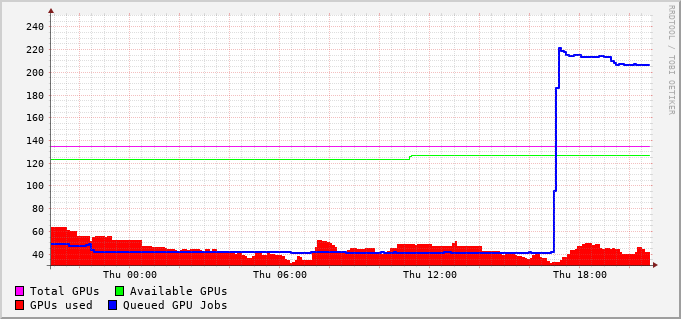 RRDTOOL / TOBI OETIKER
240
220
200
180
160
140
120
100
80
60
40
Thu 00:00 Thu 06:00 Thu 12:00 Thu 18:00
Total GPUs Available GPUs
GPUs used Queued GPU Jobs